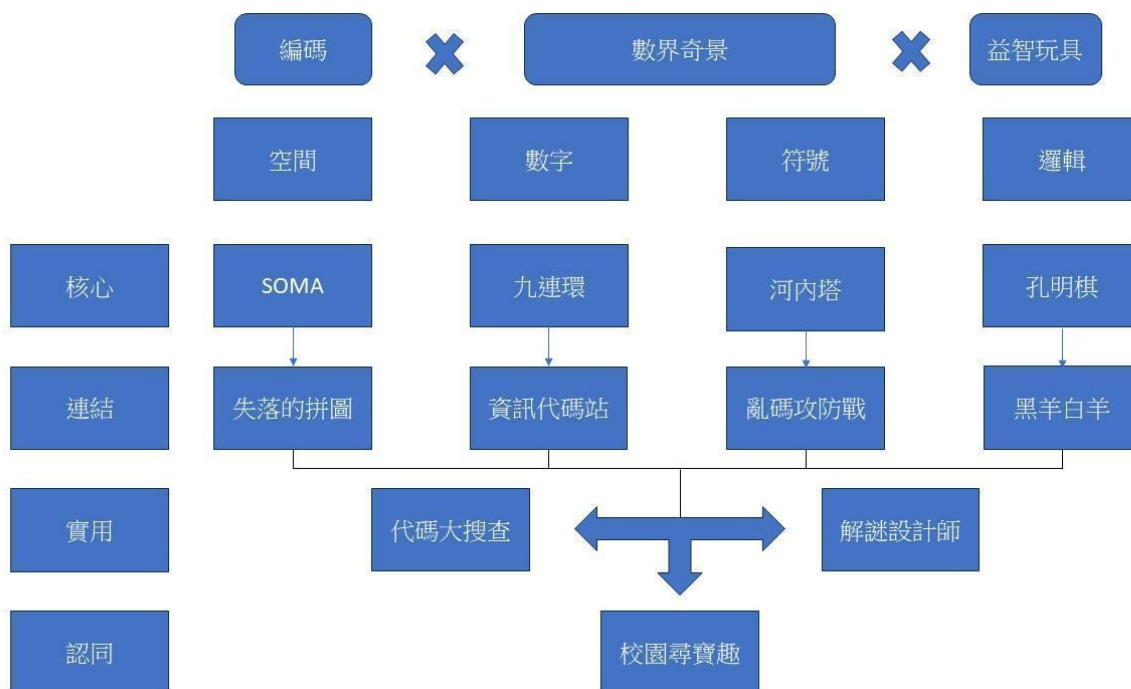 編碼
數界奇景
益智玩具
空間
數字
符號
邏輯
核心
SOMA
九連環
河內塔
孔明棋
連結
失落的拼圖
資訊代碼站
亂碼攻防戰
黑羊白羊
實用
代碼大搜查
解謎設計師
認同
校園尋寶趣